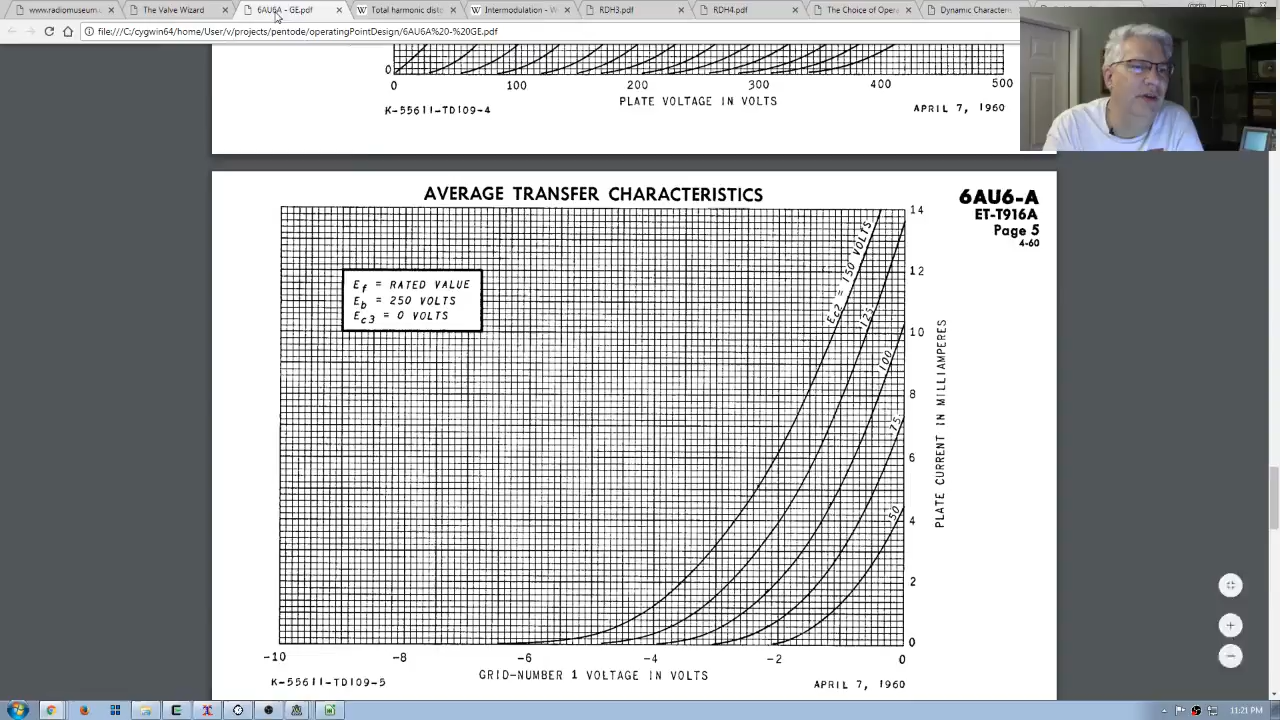 www.radiomuseum.
The Valve Wizard
6AU6A - GE.pdf
Total harmonic disto
Intermodulation - W
RDH3.pdf
RDH4.pdf
The Choice of Oper
Dynamic Characteri
file:///C:/cygwin64/home/User/v/projects/pentode/operatingPointDesign/6AU6A%20-%20GE.pdf
0
0 100 200 300 400 500
PLATE VOLTAGE IN VOLTS
K-55611-TD109-4
APRIL 7, 1960
AVERAGE TRANSFER CHARACTERISTICS
6AU6-A
ET-T916A
Page 5
4-60
Ef = RATED VALUE
Eb = 250 VOLTS
Ec3 = 0 VOLTS
Ec2 = 150 VOLTS
125
100
75
50
14
12
10
8
6
4
2
0
PLATE CURRENT IN MILLIAMPERES
-10 -8 -6 -4 -2 0
GRID-NUMBER 1 VOLTAGE IN VOLTS
K-55611-TD109-5
APRIL 7, 1960
11:21 PM